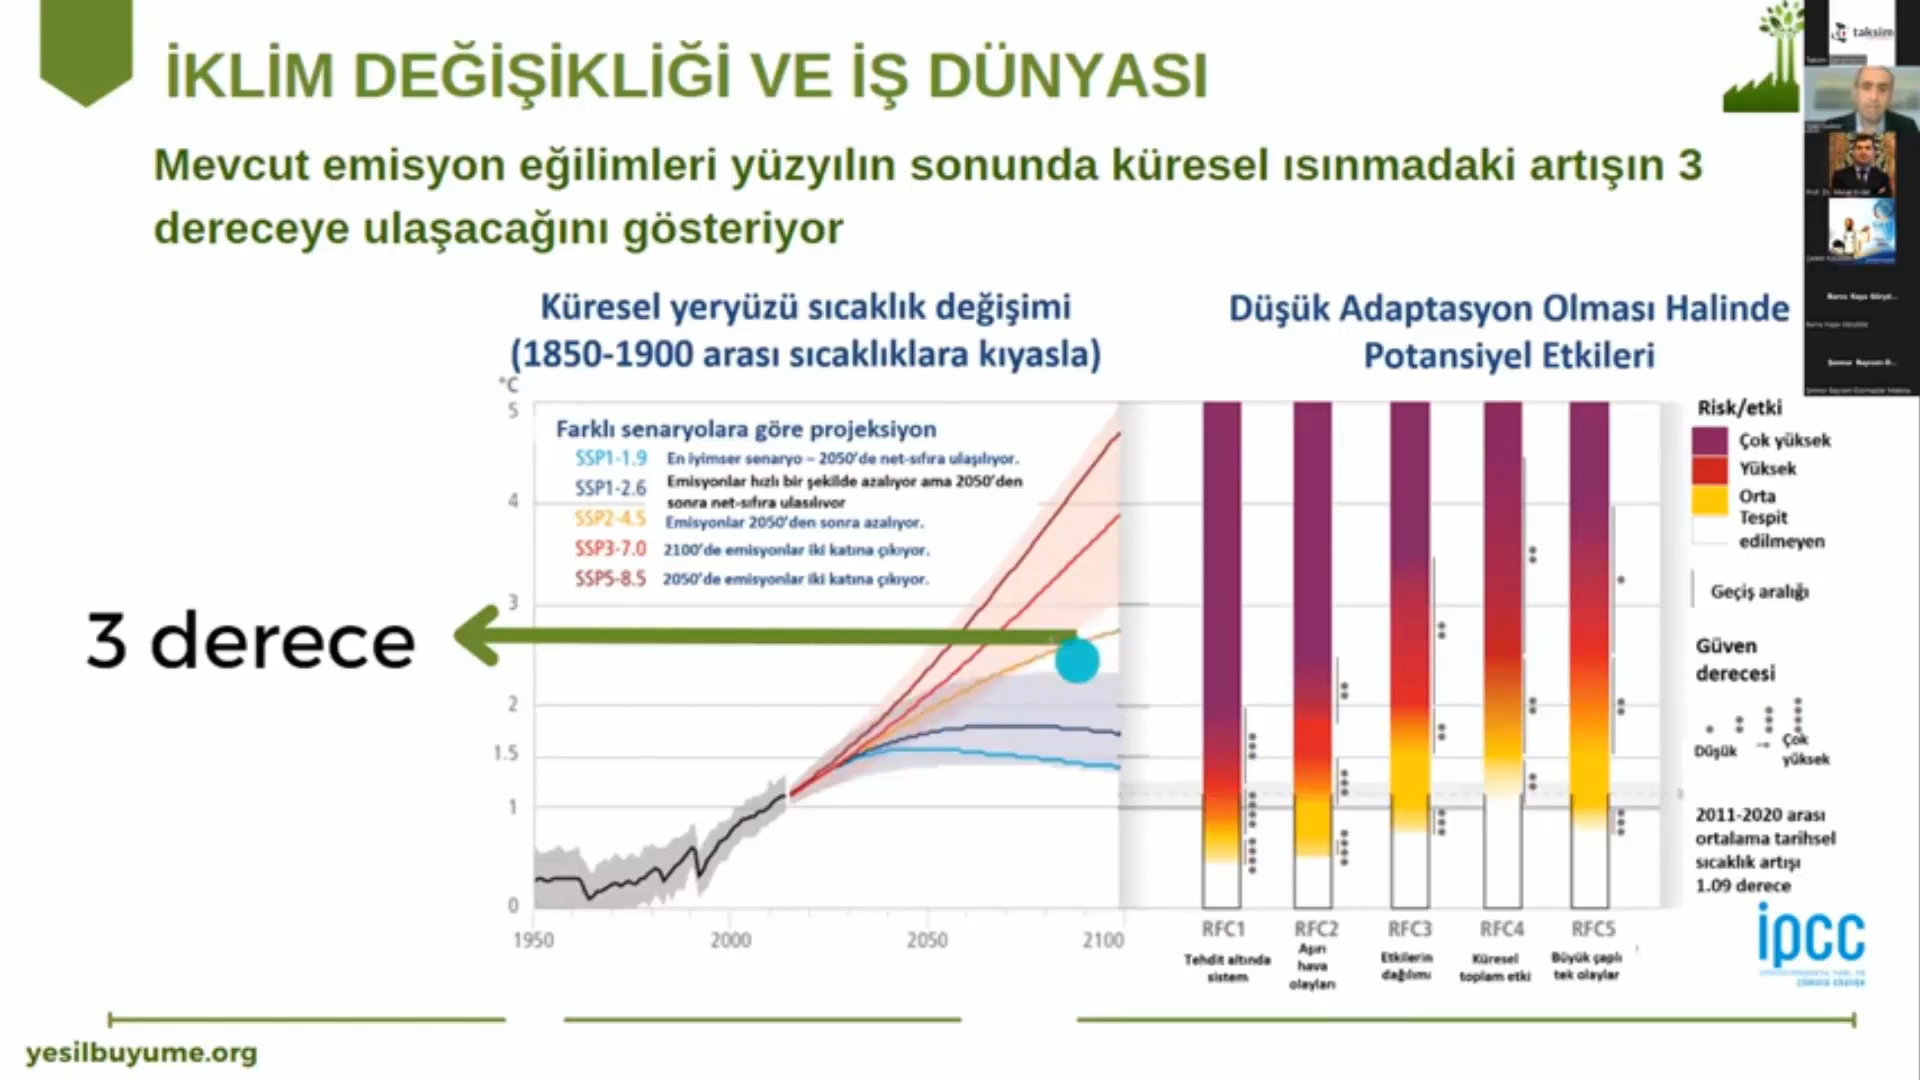 İKLİM DEĞİŞİKLİĞİ VE İŞ DÜNYASI
Mevcut emisyon eğilimleri yüzyılın sonunda küresel ısınmadaki artışın 3
dereceye ulaşacağını gösteriyor
Küresel yeryüzü sıcaklık değişimi
(1850-1900 arası sıcaklıklara kıyasla)
°C
5
4
3
2
1.5
1
0
1950
2000
2050
2100
Farklı senaryolara göre projeksiyon
SSP1-1.9 En iyimser senaryo – 2050'de net-sıfıra ulaşılıyor.
SSP1-2.6 Emisyonlar hızlı bir şekilde azalıyor ama 2050'den
sonra net-sıfıra ulaşılıyor
SSP2-4.5 Emisyonlar 2050'den sonra azalıyor.
SSP3-7.0 2100'de emisyonlar iki katına çıkıyor.
SSP5-8.5 2050'de emisyonlar iki katına çıkıyor.
3 derece
Düşük Adaptasyon Olması Halinde
Potansiyel Etkileri
RFC1
Tehdit altında
sistem
RFC2
Aşırı
hava
olayları
RFC3
Etkilerin
dağılımı
RFC4
Küresel
toplam etki
RFC5
Büyük çaplı
tek olaylar
Risk/etki
Çok yüksek
Yüksek
Orta
Tespit
edilmeyen
Geçiş aralığı
Güven
derecesi
Düşük → Çok
yüksek
2011-2020 arası
ortalama tarihsel
sıcaklık artışı
1.09 derece
ipcc
yesilbuyume.org
taksim